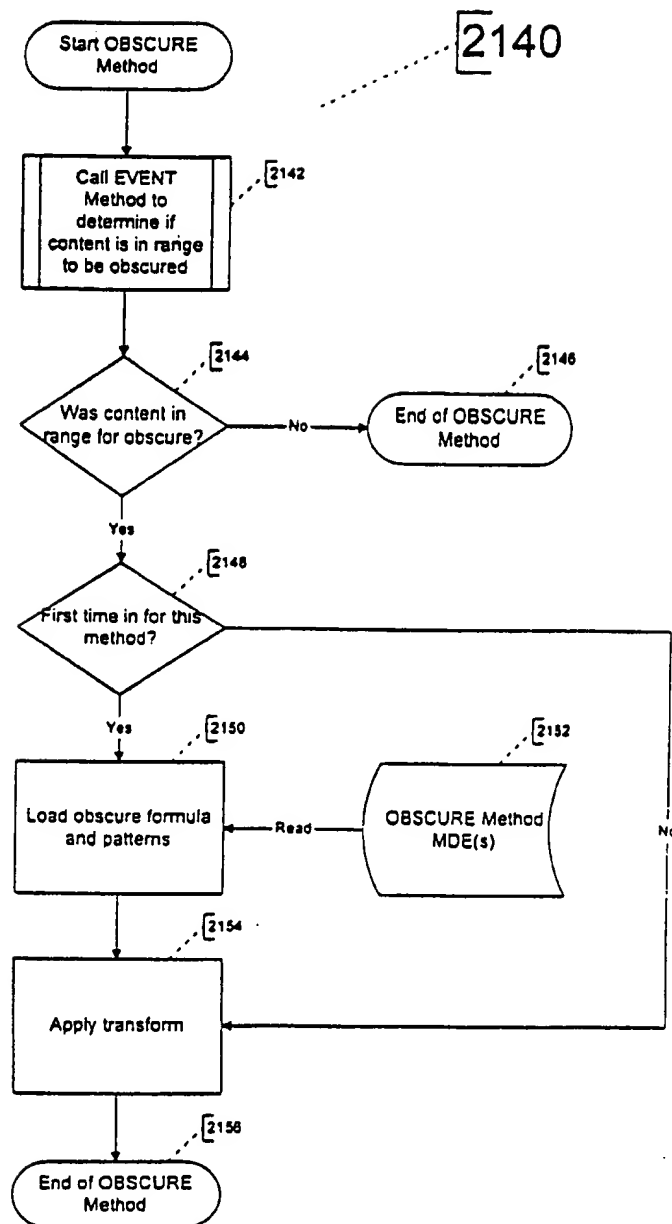 2140
Start OBSCURE
Method
2142
Call EVENT
Method to
determine if
content is in range
to be obscured
2144
Was content in
range for obscure?
No
2146
End of OBSCURE
Method
Yes
2148
First time in for this
method?
Yes
2150
Load obscure formula
and patterns
Read
2152
OBSCURE Method
MDE(s)
No
2154
Apply transform
2156
End of OBSCURE
Method